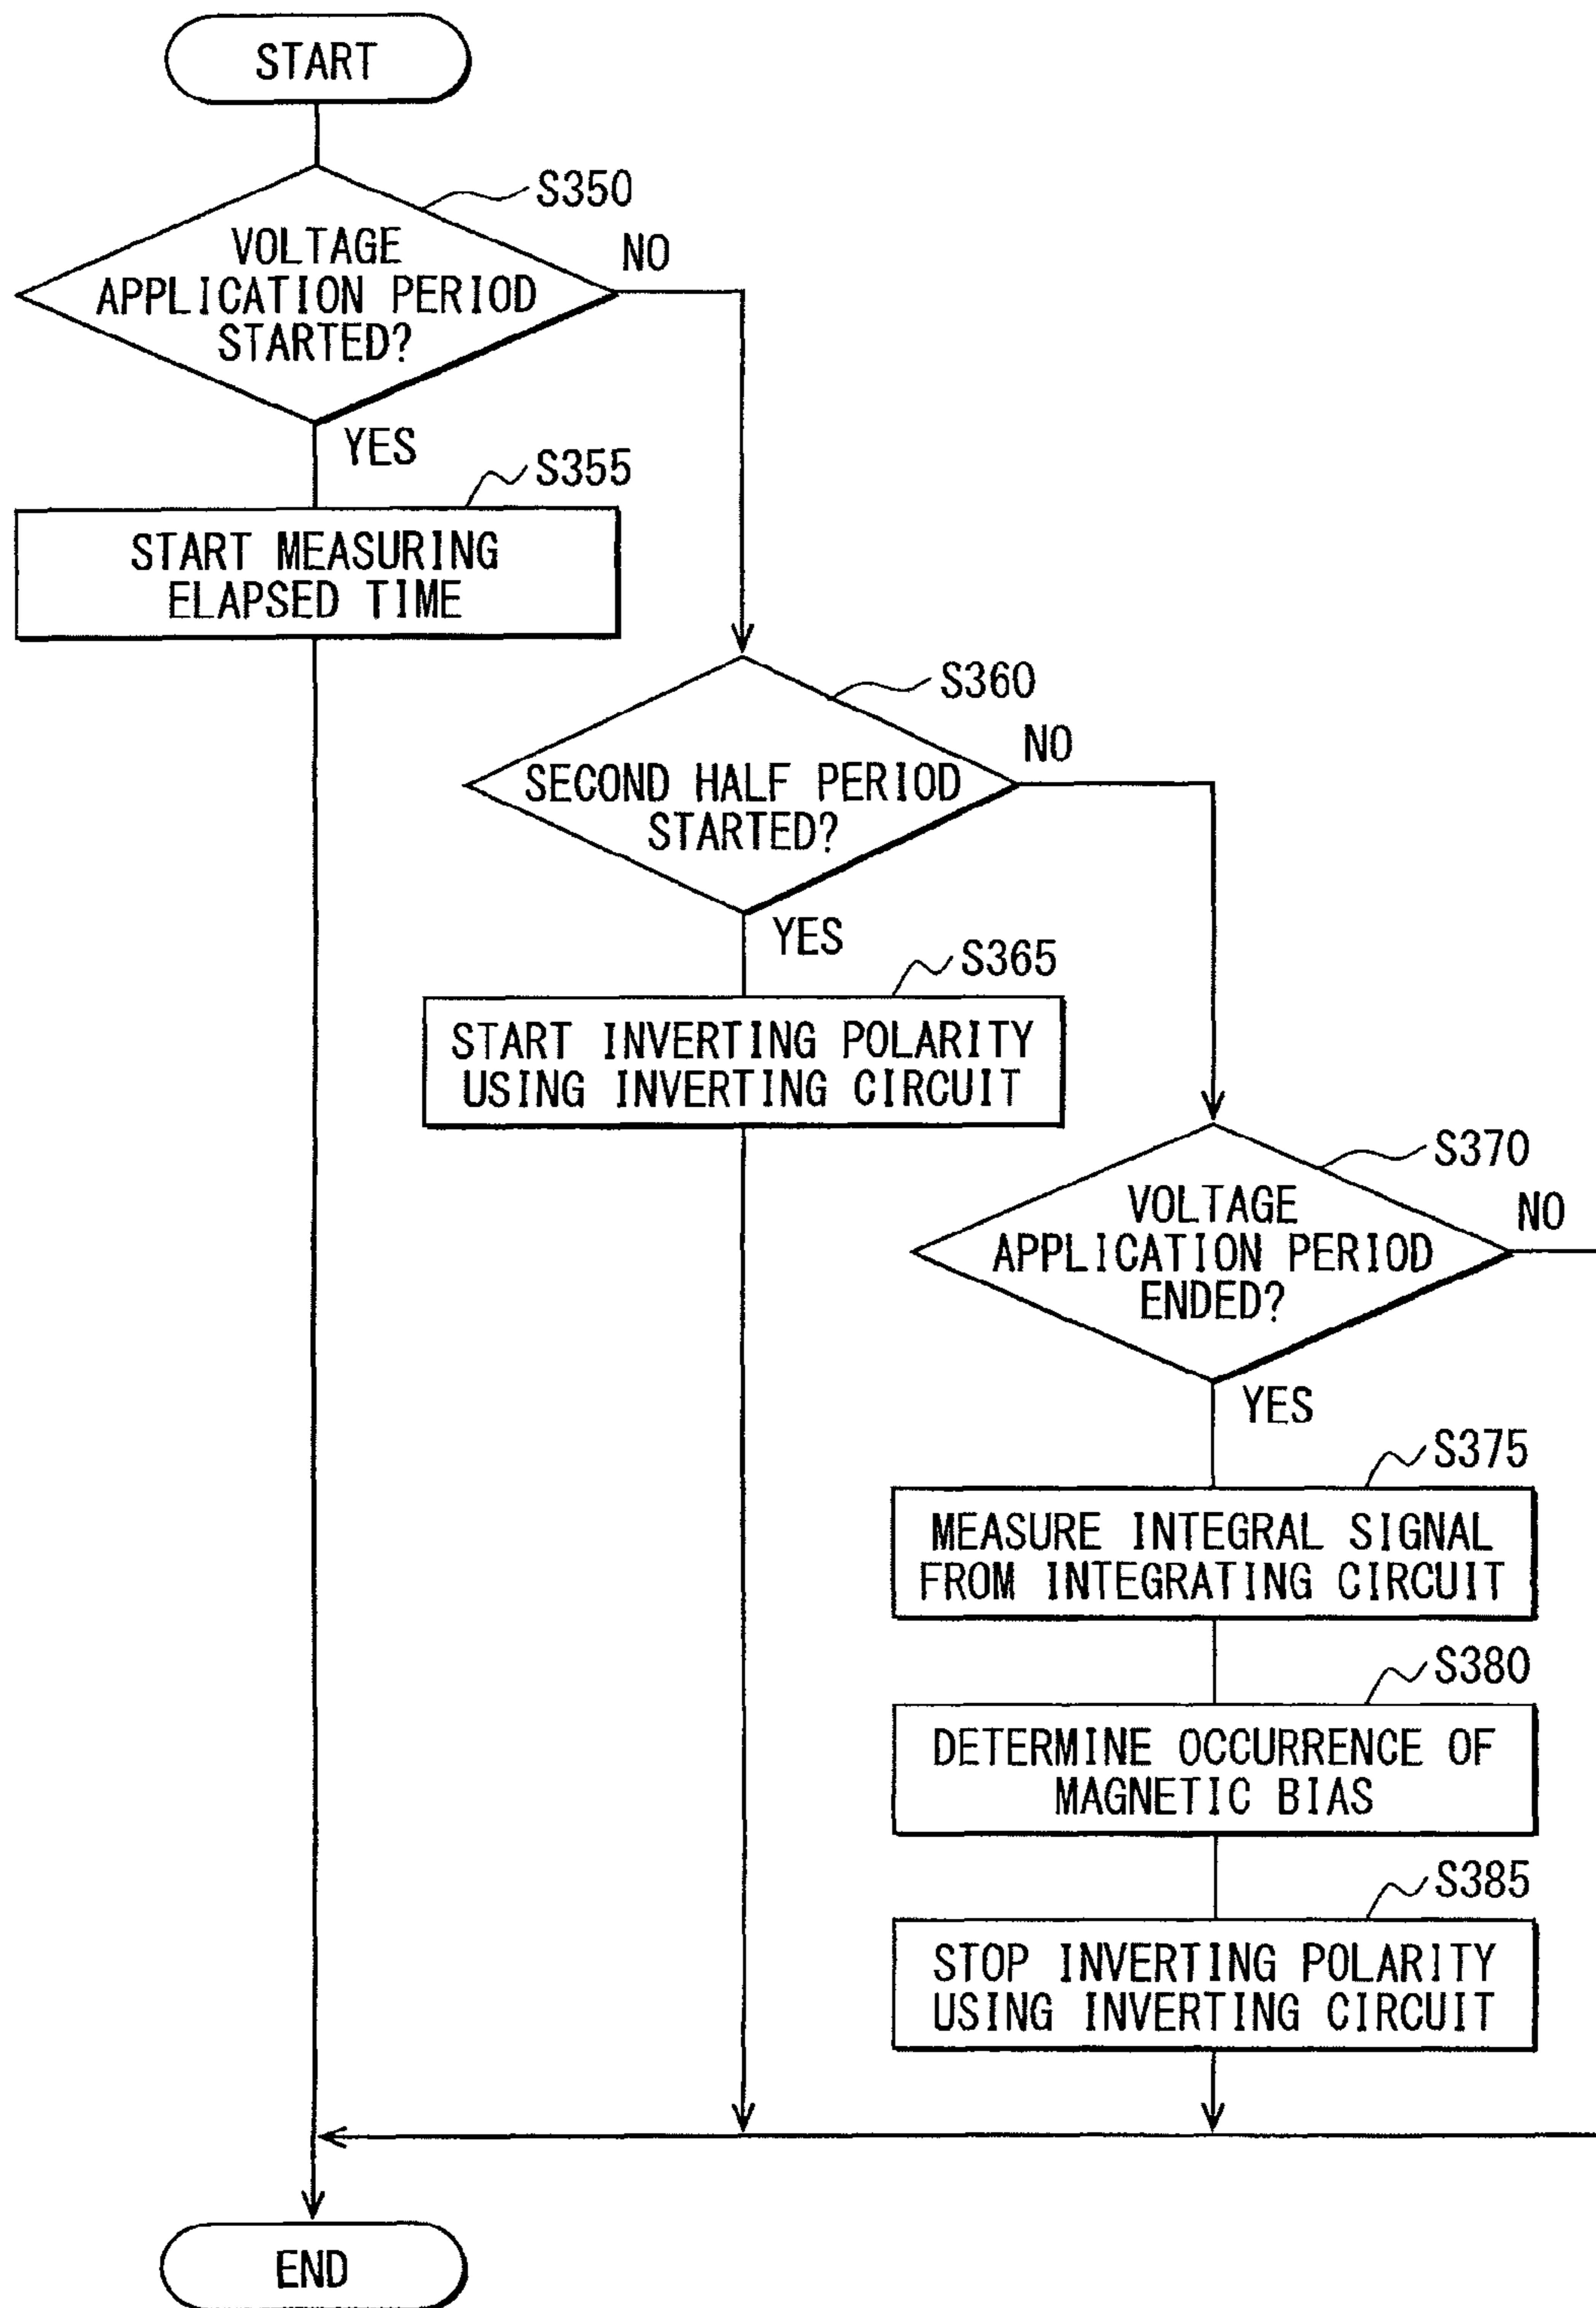 START
S350
VOLTAGE
APPLICATION PERIOD
STARTED?
NO
YES
S355
START MEASURING
ELAPSED TIME
S360
SECOND HALF PERIOD
STARTED?
NO
YES
S365
START INVERTING POLARITY
USING INVERTING CIRCUIT
S370
VOLTAGE
APPLICATION PERIOD
ENDED?
NO
YES
S375
MEASURE INTEGRAL SIGNAL
FROM INTEGRATING CIRCUIT
S380
DETERMINE OCCURRENCE OF
MAGNETIC BIAS
S385
STOP INVERTING POLARITY
USING INVERTING CIRCUIT
END